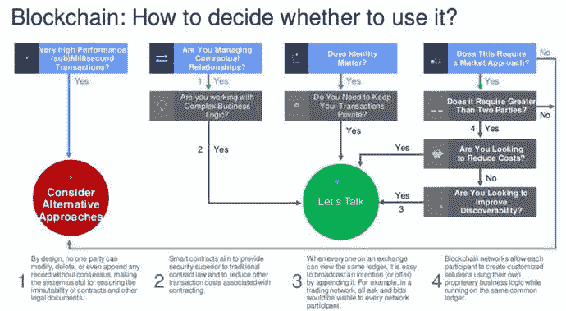 Blockchain: How to decide whether to use it?
Very High Performance
(sub)Millisecond
Transactions?
Are You Managing
Contractual
Relationships?
Does Identity
Matter?
Does This Require
a Market Approach?
No
Yes
1
Yes
Yes
Yes
Are you working with
Complex Business
Logic?
Do You Need to Keep
Your Transactions
Private?
Does it Require Greater
Than Two Parties?
No
4
Yes
Yes
2
Yes
Yes
Are You Looking
to Reduce Costs?
No
Consider
Alternative
Approaches
Let's Talk
Yes
3
Are You Looking to
Improve
Discoverability?
1
By design, no one party can
modify, delete, or even append any
record without consensus, making
the system useful for ensuring the
immutability of contracts and other
legal documents.
2
Smart contracts aim to provide
security superior to traditional
contract law and to reduce other
transaction costs associated with
contracting.
3
When everyone on an exchange
can view the same ledger, it is easy
to broadcast an intention (or offer)
by appending it. For example, in a
trading network, all ask and bids
would be visible to every network
participant.
4
Blockchain networks allow each
participant to create customized
solutions using their own
proprietary business logic while
running on the same common
ledger.